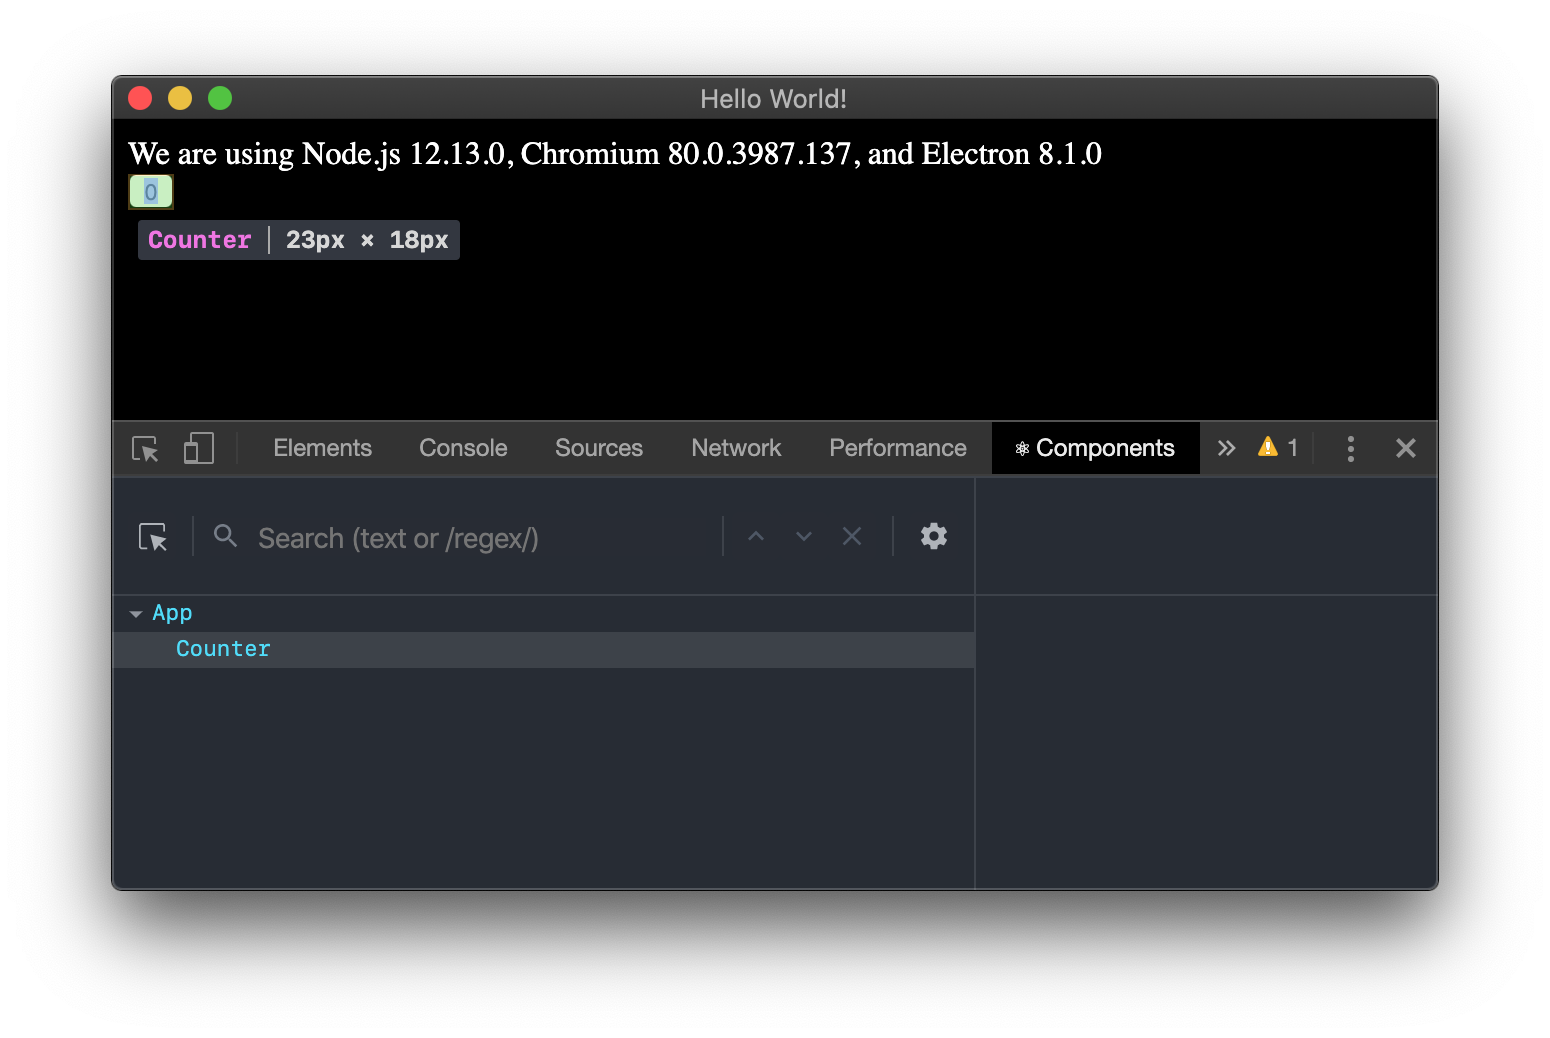 Hello World!
We are using Node.js 12.13.0, Chromium 80.0.3987.137, and Electron 8.1.0
0
Counter | 23px × 18px
Elements Console Sources Network Performance ⚛ Components » 1
Search (text or /regex/)
App
Counter